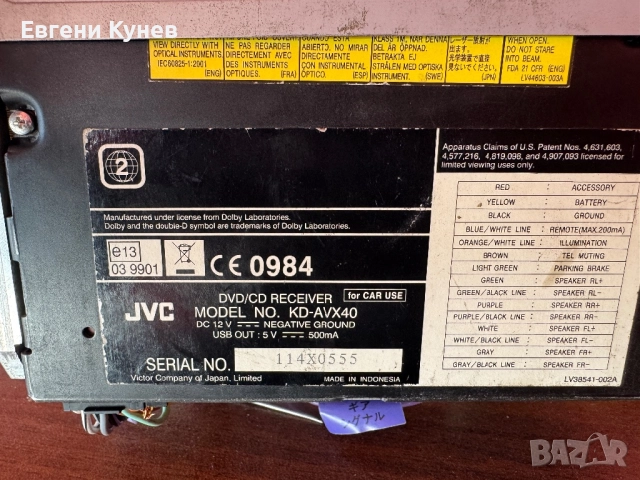 Евгени Кунев
VIEW DIRECTLY WITH
OPTICAL INSTRUMENTS.
IEC60825-1:2001
(ENG)
NE PAS REGARDER
DIRECTEMENT AVEC
DES INSTRUMENTS
OPTIQUES. (FRA)
ABIERTO. NO MIRAR
DIRECTAMENTE
CON INSTRUMENTAL
ÓPTICO. (ESP)
KLASS 1M, NÄR DENNA
DEL ÄR ÖPPNAD
BETRAKTA EJ
STRÅLEN MED OPTISKA
INSTRUMENT. (SWE)
(JPN)
WHEN OPEN.
DO NOT STARE
INTO BEAM.
FDA 21 CFR (ENG)
LV44603-003A
2
Manufactured under license from Dolby Laboratories.
Dolby and the double-D symbol are trademarks of Dolby Laboratories.
e13
03 9901
CE 0984
JVC
DVD/CD RECEIVER
for CAR USE
MODEL NO. KD-AVX40
DC 12 V NEGATIVE GROUND
USB OUT : 5 V 500mA
SERIAL NO. 114X0555
Victor Company of Japan, Limited
MADE IN INDONESIA
Apparatus Claims of U.S. Patent Nos. 4,631,603,
4,577,216, 4,819,098, and 4,907,093 licensed for
limited viewing uses only.
RED : ACCESSORY
YELLOW : BATTERY
BLACK : GROUND
BLUE/WHITE LINE : REMOTE(MAX.200mA)
ORANGE/WHITE LINE : ILLUMINATION
BROWN : TEL MUTING
LIGHT GREEN : PARKING BRAKE
GREEN : SPEAKER RL+
GREEN/BLACK LINE : SPEAKER RL-
PURPLE : SPEAKER RR+
PURPLE/BLACK LINE : SPEAKER RR-
WHITE : SPEAKER FL+
WHITE/BLACK LINE : SPEAKER FL-
GRAY : SPEAKER FR+
GRAY/BLACK LINE : SPEAKER FR-
LV38541-002A
BAZAR